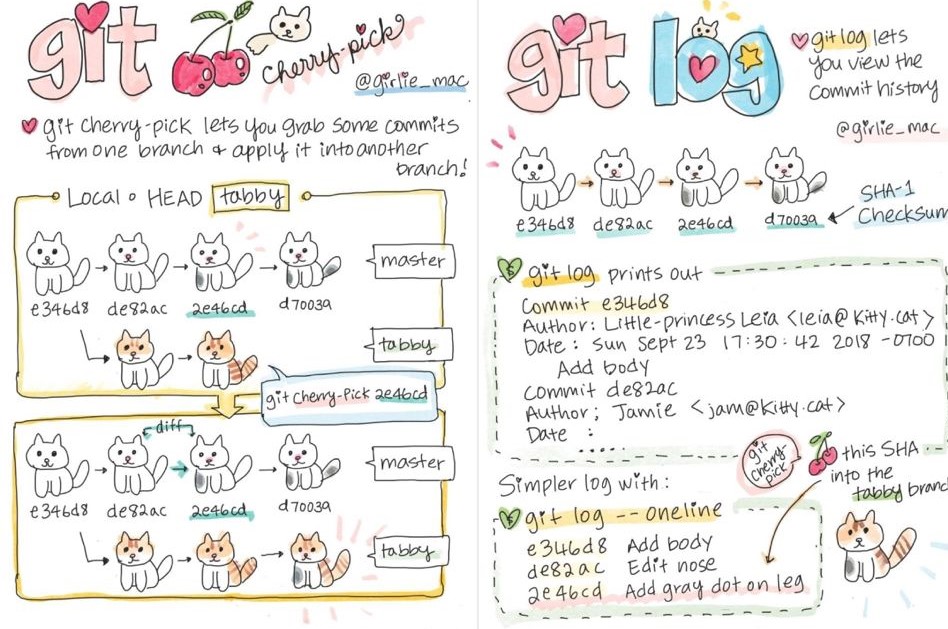 git cherry-pick
@girlie_mac
git cherry-pick lets you grab some commits
from one branch & apply it into another
branch!
Local • HEAD tabby
master
e346d8 de82ac 2e46cd d7003a
tabby
git cherry-pick 2e46cd
diff
master
e346d8 de82ac 2e46cd d7003a
tabby
git log
git log lets
you view the
commit history
@girlie_mac
e346d8 de82ac 2e46cd d7003a
SHA-1
Checksum
git log prints out
Commit e346d8
Author: Little-princess Leia <leia@kitty.cat>
Date: Sun Sept 23 17:30:42 2018 -0700
Add body
commit de82ac
Author; Jamie <jam@kitty.cat>
Date :
.....
git
cherry
pick
this SHA
into the
tabby branc
Simpler log with:
git log --oneline
e346d8 Add body
de82ac Edit nose
2e46cd Add gray dot on leg